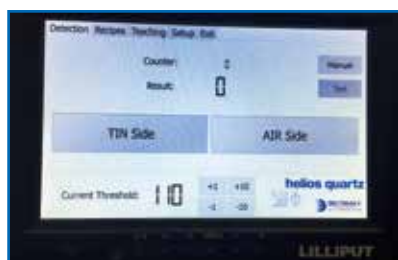 Detection Recipes Teaching Setup Exit
Counter:
Manual
Result: 0
Test
TIN Side AIR Side
Current Threshold: 110
+1 +10
-1 -10
helios quartz
LILLIPUT